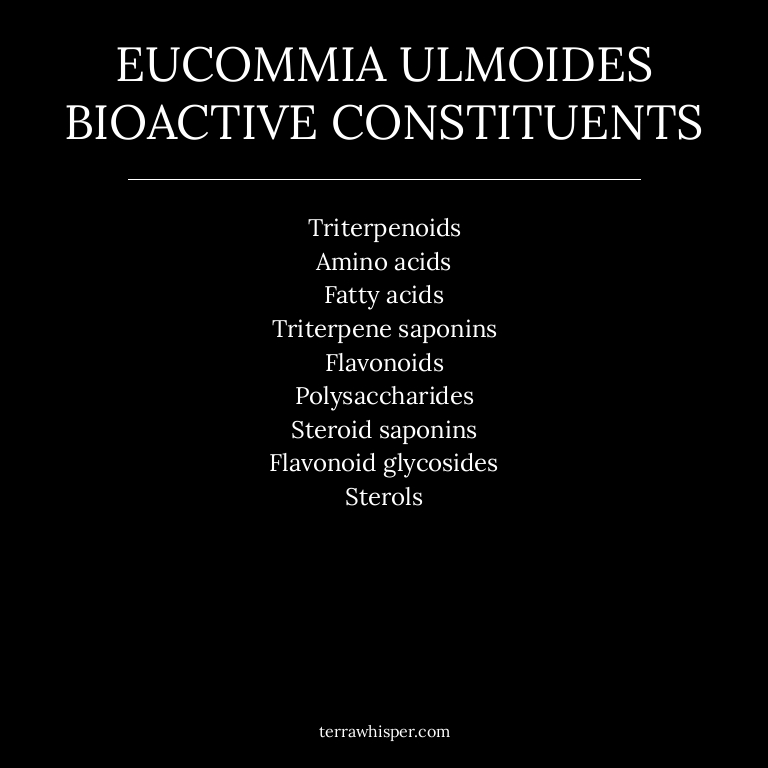 EUCOMMIA ULMOIDES
BIOACTIVE CONSTITUENTS
Triterpenoids
Amino acids
Fatty acids
Triterpene saponins
Flavonoids
Polysaccharides
Steroid saponins
Flavonoid glycosides
Sterols
terrawhisper.com